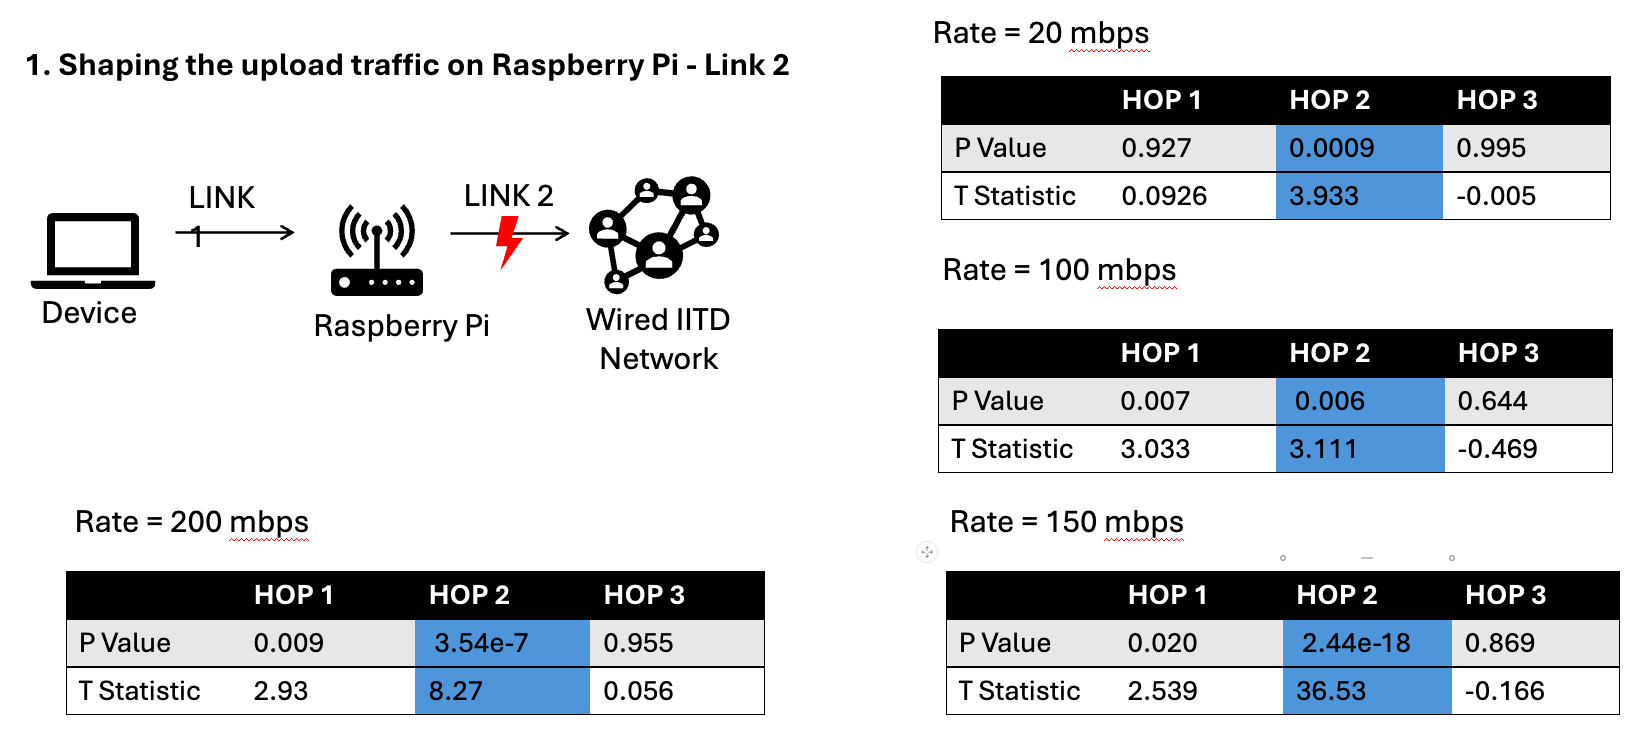 1. Shaping the upload traffic on Raspberry Pi - Link 2
LINK
1
LINK 2
Device
Raspberry Pi
Wired IITD
Network
Rate = 20 mbps
HOP 1 HOP 2 HOP 3
P Value 0.927 0.0009 0.995
T Statistic 0.0926 3.933 -0.005
Rate = 100 mbps
HOP 1 HOP 2 HOP 3
P Value 0.007 0.006 0.644
T Statistic 3.033 3.111 -0.469
Rate = 200 mbps
HOP 1 HOP 2 HOP 3
P Value 0.009 3.54e-7 0.955
T Statistic 2.93 8.27 0.056
Rate = 150 mbps
HOP 1 HOP 2 HOP 3
P Value 0.020 2.44e-18 0.869
T Statistic 2.539 36.53 -0.166